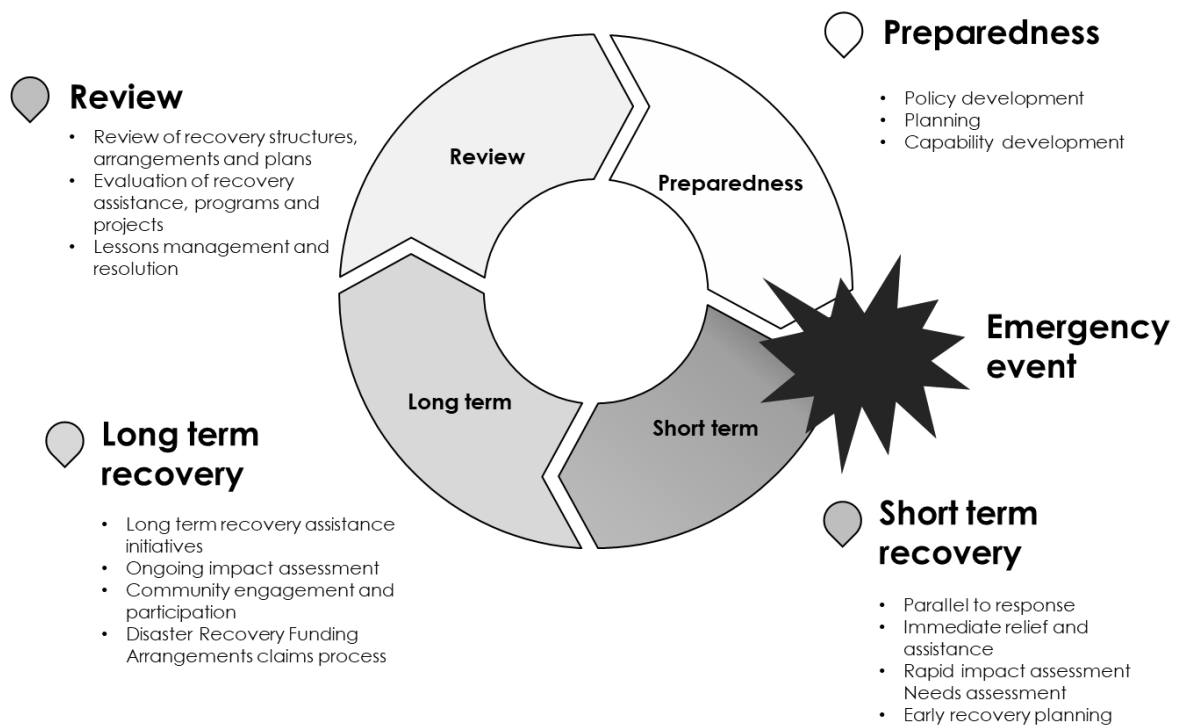 Preparedness
• Policy development
• Planning
• Capability development
Review
• Review of recovery structures,
arrangements and plans
• Evaluation of recovery
assistance, programs and
projects
• Lessons management and
resolution
Review
Preparedness
Long term
Short term
Emergency
event
Long term
recovery
• Long term recovery assistance
initiatives
• Ongoing impact assessment
• Community engagement and
participation
• Disaster Recovery Funding
Arrangements claims process
Short term
recovery
• Parallel to response
• Immediate relief and
assistance
• Rapid impact assessment
Needs assessment
• Early recovery planning